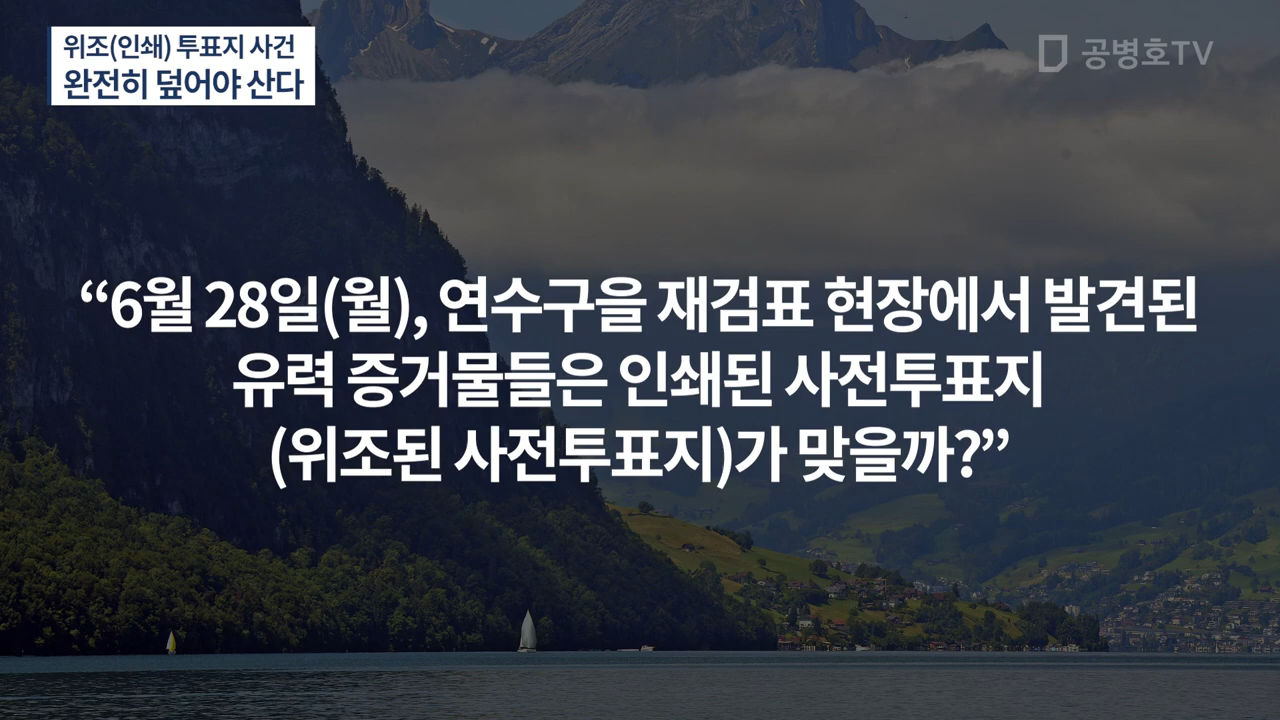 위조(인쇄) 투표지 사건
완전히 덮어야 산다
공병호TV
“6월 28일(월), 연수구을 재검표 현장에서 발견된
유력 증거물들은 인쇄된 사전투표지
(위조된 사전투표지)가 맞을까?”